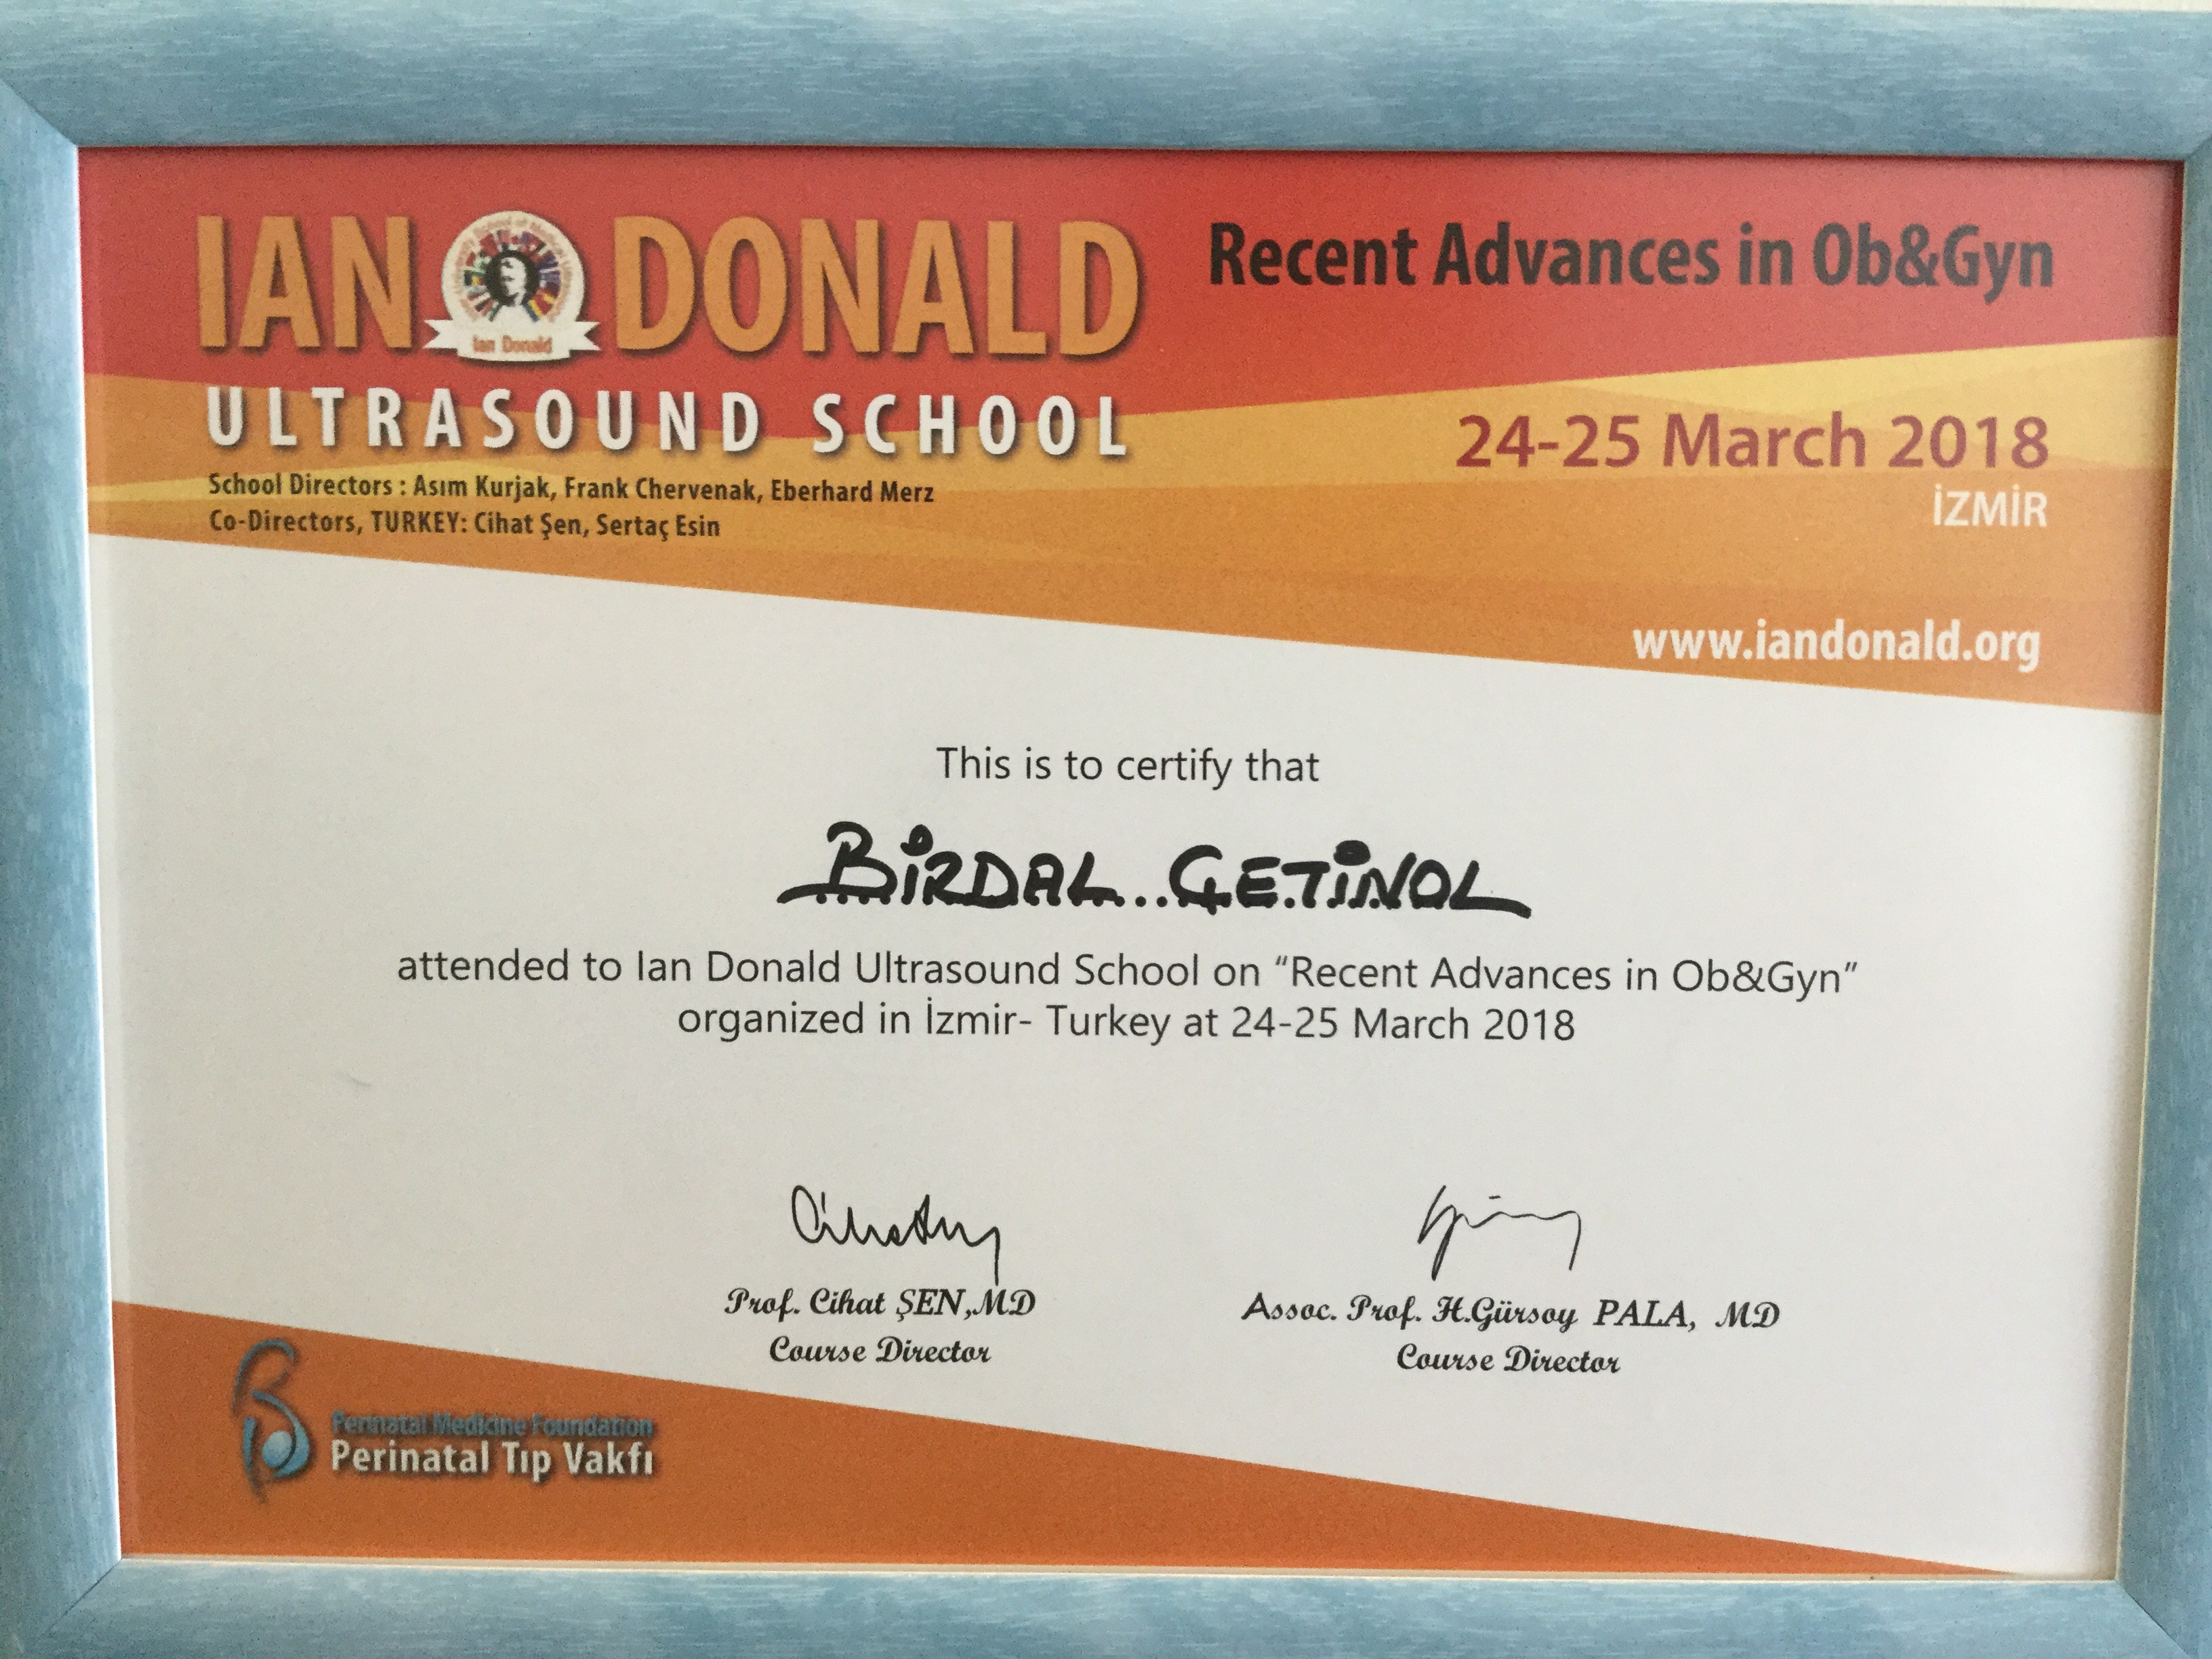 IAN DONALD
Ian Donald
ULTRASOUND SCHOOL
School Directors : Asım Kurjak, Frank Chervenak, Eberhard Merz
Co-Directors, TURKEY: Cihat Şen, Sertaç Esin
Recent Advances in Ob&Gyn
24-25 March 2018
İZMİR
www.iandonald.org
This is to certify that
BİRDAL ÇETİNOL
attended to Ian Donald Ultrasound School on “Recent Advances in Ob&Gyn”
organized in İzmir- Turkey at 24-25 March 2018
Prof. Cihat ŞEN,MD
Course Director
Assoc. Prof. H.Gürsoy PALA, MD
Course Director
Perinatal Medicine Foundation
Perinatal Tıp Vakfı